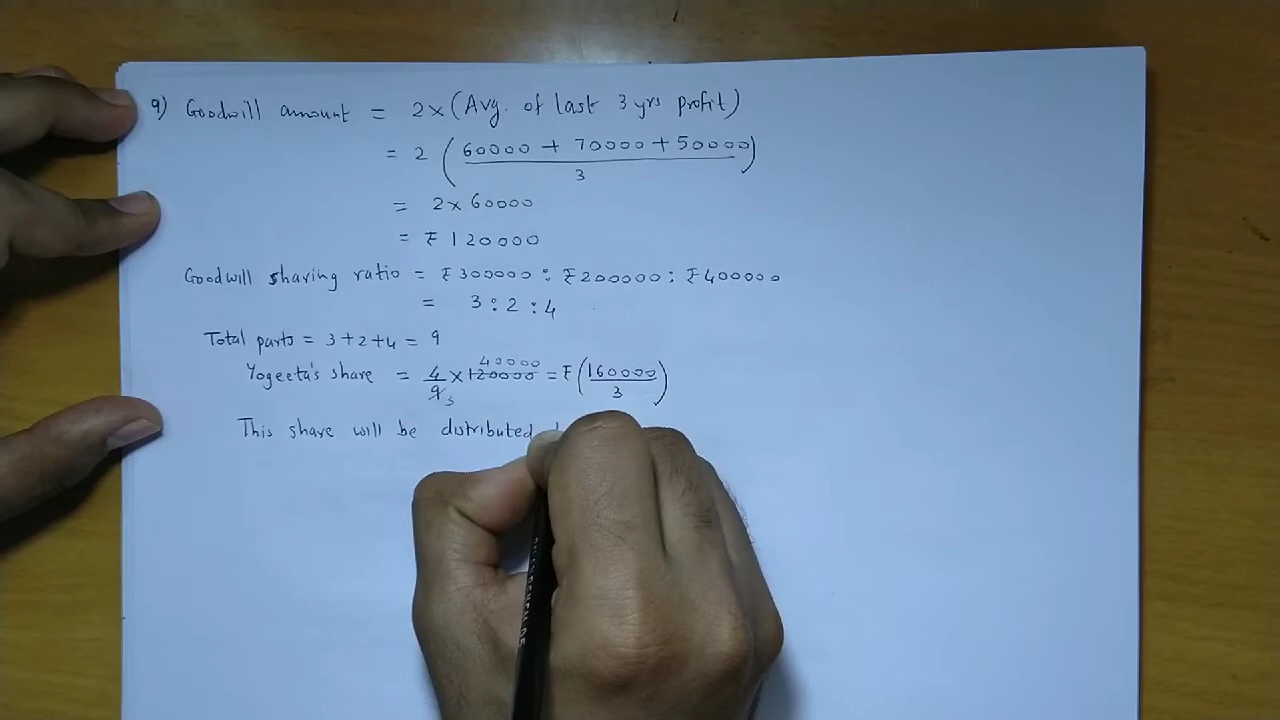 9) Goodwill amount = 2×(Avg. of last 3 yrs profit)
= 2 (60000 + 70000 + 50000 / 3)
= 2×60000
= ₹120000
Goodwill sharing ratio = ₹300000 : ₹200000 : ₹400000
= 3:2:4
Total parts = 3+2+4 = 9
40000
Yogeeta's share = 4/9 × 120000 = ₹(160000/3)
3
This share will be distributed